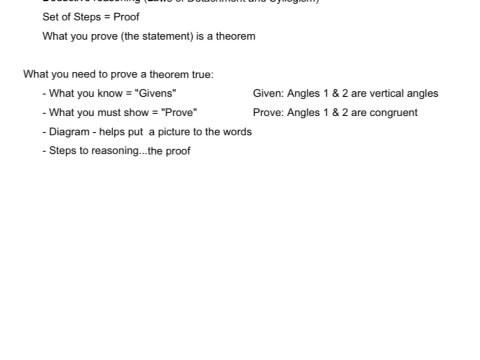 Deductive reasoning (Laws of Detachment and Syllogism)
Set of Steps = Proof
What you prove (the statement) is a theorem
What you need to prove a theorem true:
- What you know = "Givens" Given: Angles 1 & 2 are vertical angles
- What you must show = "Prove" Prove: Angles 1 & 2 are congruent
- Diagram - helps put a picture to the words
- Steps to reasoning...the proof